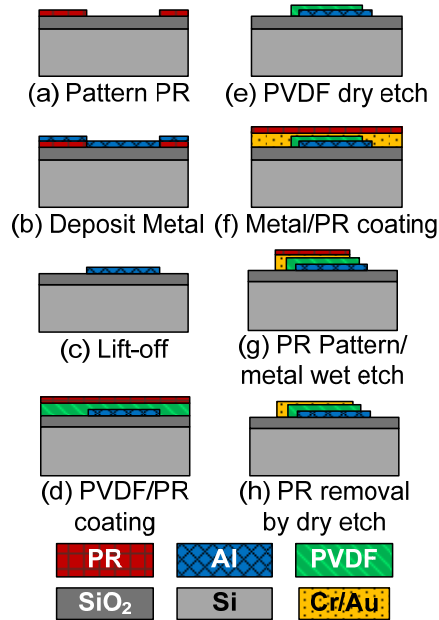 (a) Pattern PR
(e) PVDF dry etch
(b) Deposit Metal
(f) Metal/PR coating
(c) Lift-off
(g) PR Pattern/
metal wet etch
(d) PVDF/PR
coating
(h) PR removal
by dry etch
PR
Al
PVDF
SiO₂
Si
Cr/Au